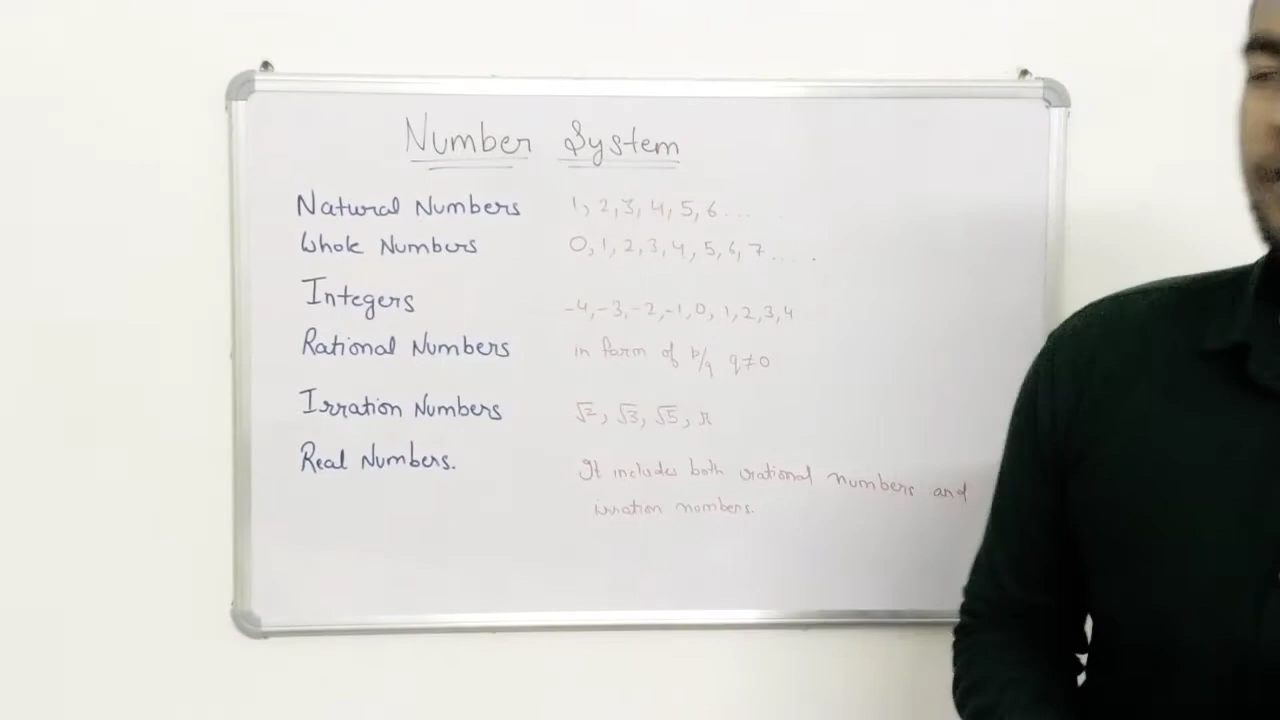 Number System
Natural Numbers 1, 2, 3, 4, 5, 6 ....
Whole Numbers 0, 1, 2, 3, 4, 5, 6, 7 .....
Integers -4, -3, -2, -1, 0, 1, 2, 3, 4
Rational Numbers in form of p/q q≠0
Irration Numbers √2, √3, √5, π
Real Numbers. It includes both rational numbers and
irration nombers.